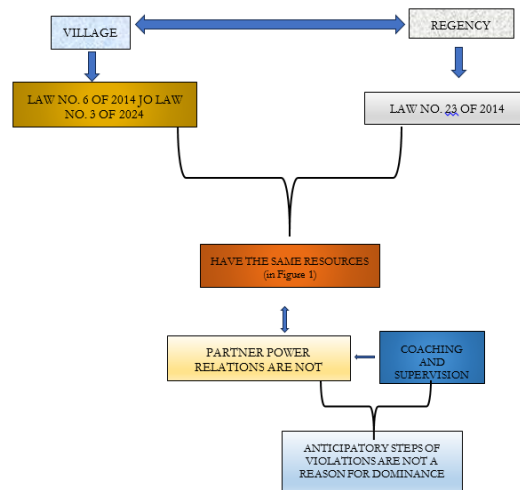 VILLAGE
REGENCY
LAW NO. 6 OF 2014 JO LAW
NO. 3 OF 2024
LAW NO. 23 OF 2014
HAVE THE SAME RESOURCES
(in Figure 1)
PARTNER POWER
RELATIONS ARE NOT
COACHING
AND
SUPERVISION
ANTICIPATORY STEPS OF
VIOLATIONS ARE NOT A
REASON FOR DOMINANCE